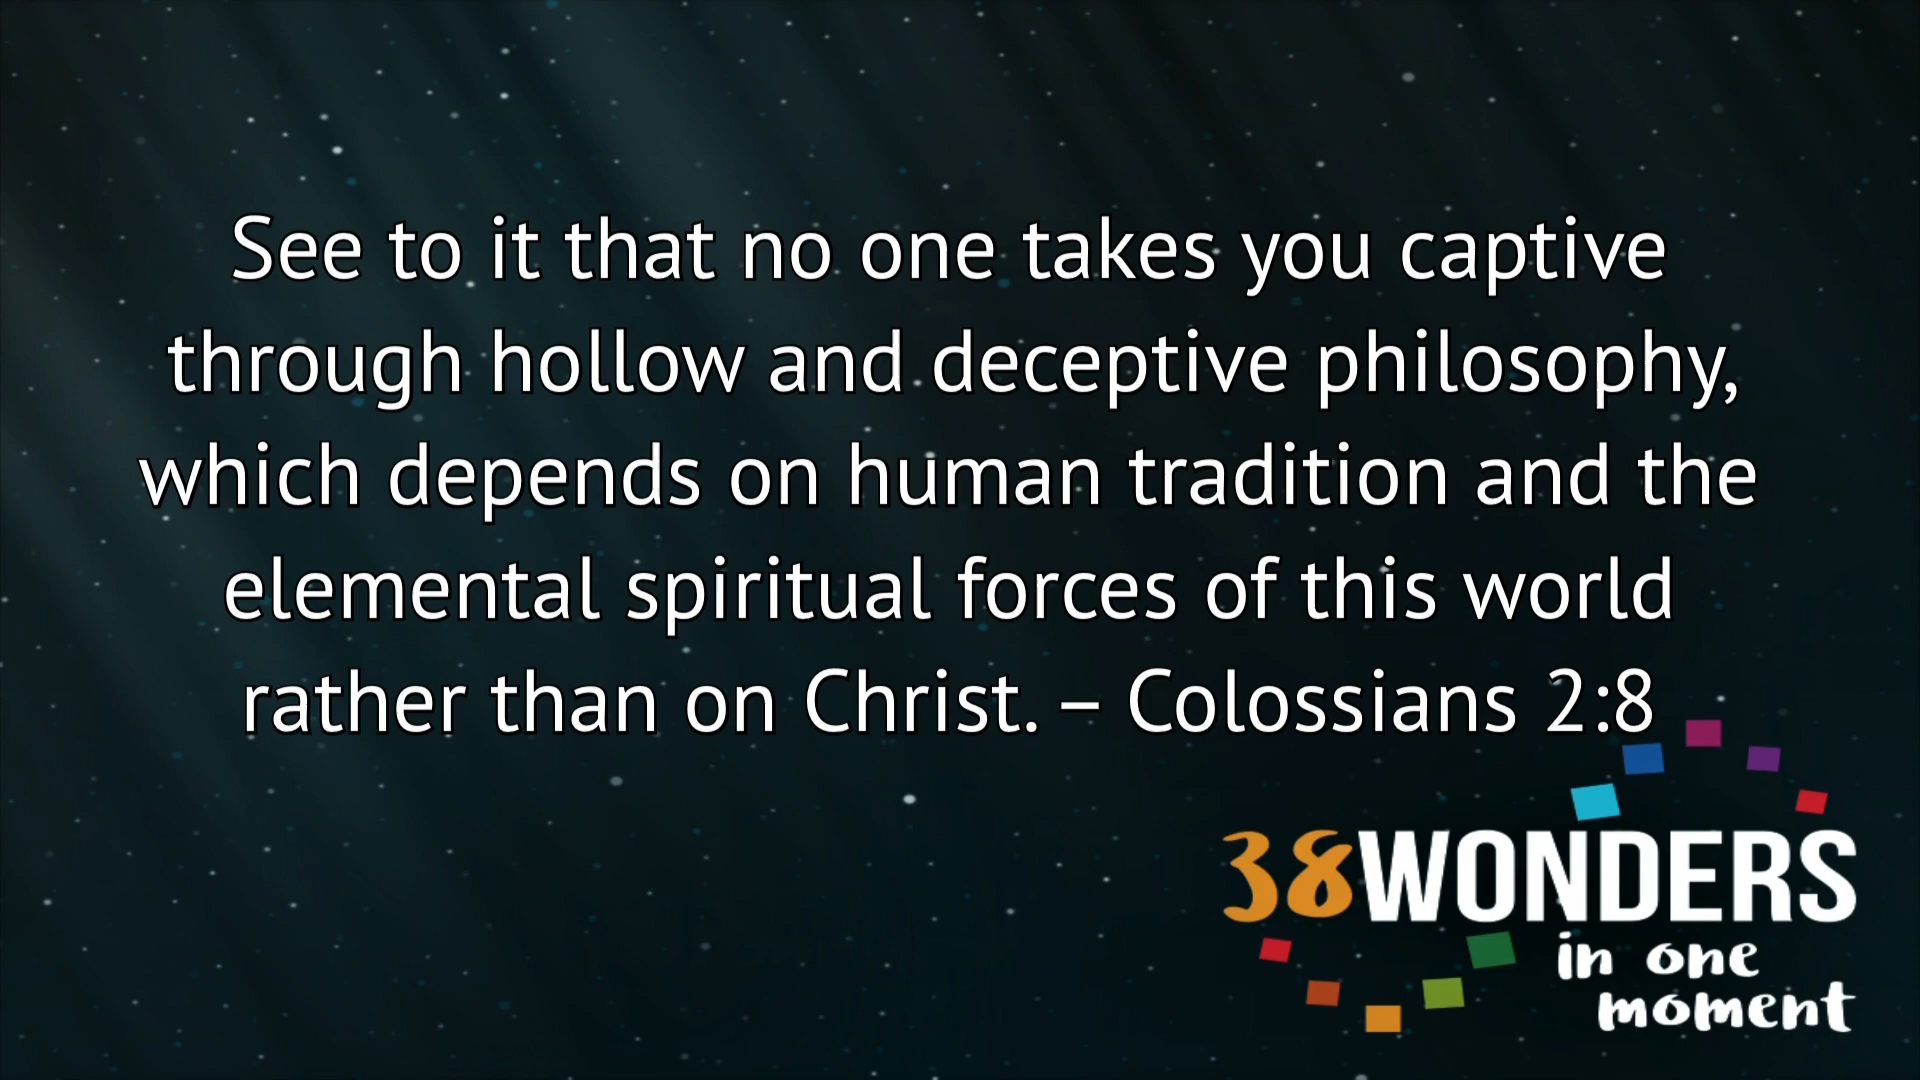 See to it that no one takes you captive
through hollow and deceptive philosophy,
which depends on human tradition and the
elemental spiritual forces of this world
rather than on Christ. – Colossians 2:8
38WONDERS
in one
moment